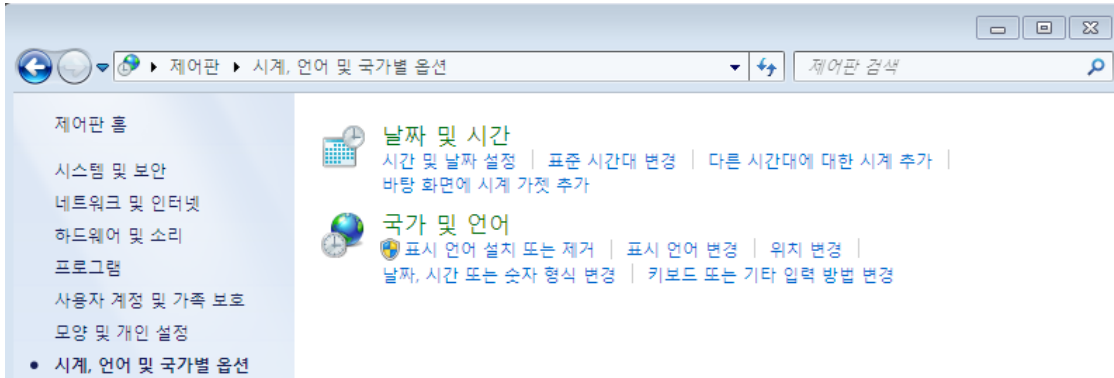 제어판 ▸ 시계, 언어 및 국가별 옵션
제어판 검색
제어판 홈
시스템 및 보안
네트워크 및 인터넷
하드웨어 및 소리
프로그램
사용자 계정 및 가족 보호
모양 및 개인 설정
• 시계, 언어 및 국가별 옵션
날짜 및 시간
시간 및 날짜 설정 | 표준 시간대 변경 | 다른 시간대에 대한 시계 추가 |
바탕 화면에 시계 가젯 추가
국가 및 언어
표시 언어 설치 또는 제거 | 표시 언어 변경 | 위치 변경 |
날짜, 시간 또는 숫자 형식 변경 | 키보드 또는 기타 입력 방법 변경